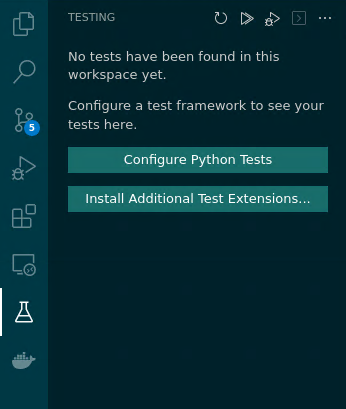 TESTING
No tests have been found in this
workspace yet.
Configure a test framework to see your
tests here.
5
Configure Python Tests
Install Additional Test Extensions...